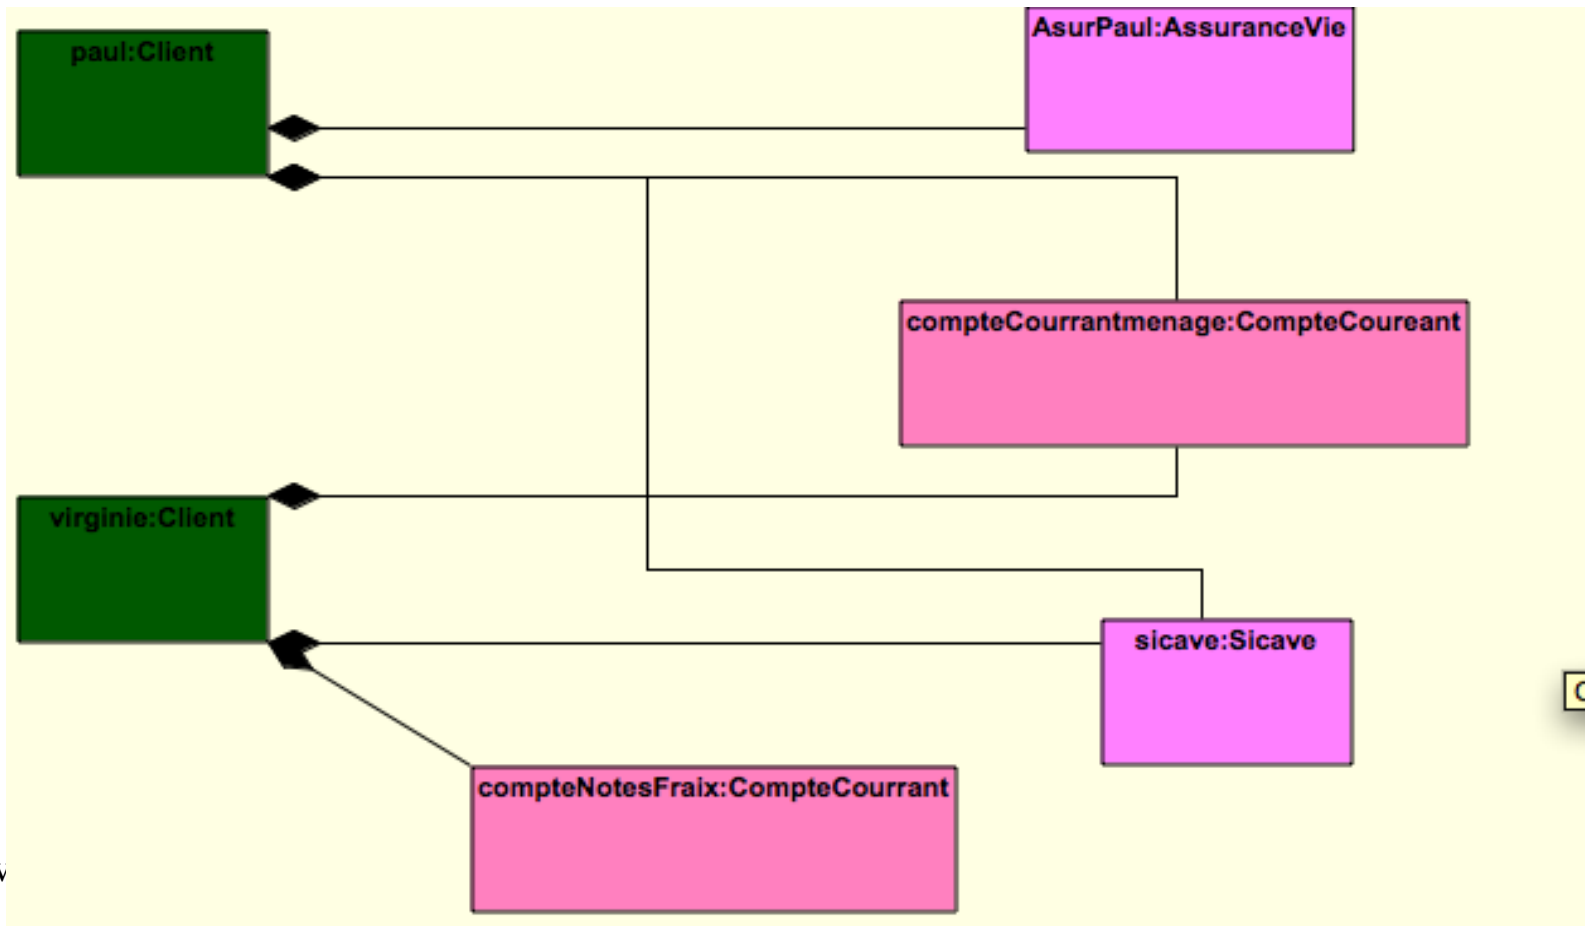 AsurPaul:AssuranceVie
paul:Client
compteCourrantmenage:CompteCoureant
virginie:Client
sicave:Sicave
compteNotesFraix:CompteCourrant